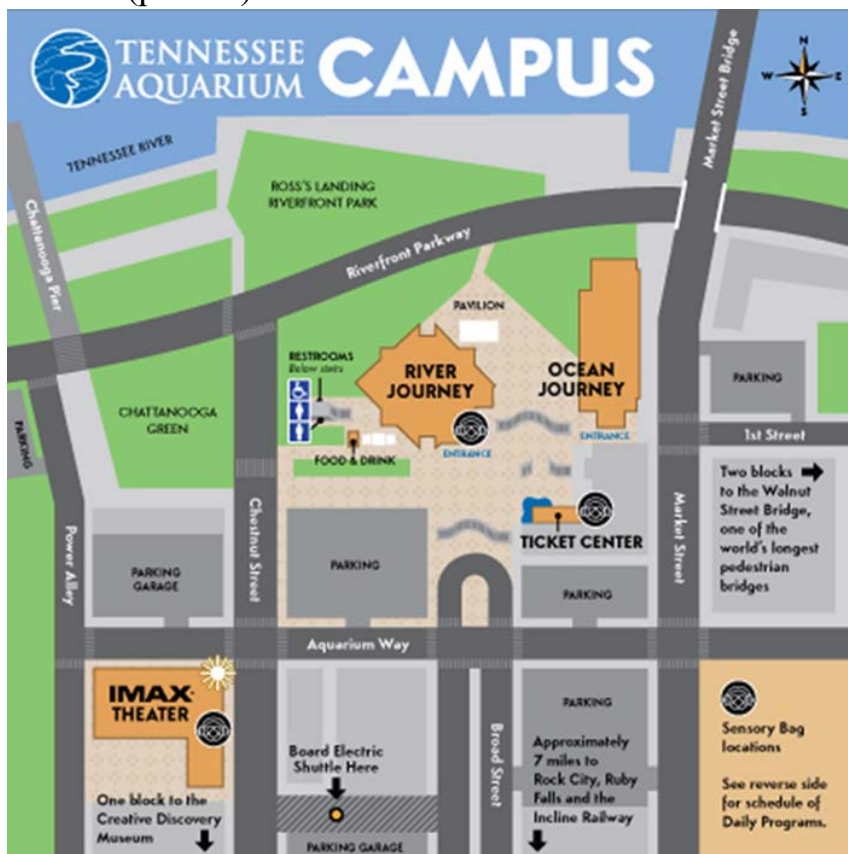 TENNESSEE
AQUARIUM
CAMPUS
N
W E
S
Market Street Bridge
TENNESSEE RIVER
Chattanooga Pier
ROSS'S LANDING
RIVERFRONT PARK
Riverfront Parkway
PAVILION
RESTROOMS
Below stairs
RIVER
JOURNEY
OCEAN
JOURNEY
PARKING
CHATTANOOGA
GREEN
PARKING
ENTRANCE
ENTRANCE
1st Street
FOOD & DRINK
Two blocks
to the Walnut
Street Bridge,
one of the
world's longest
pedestrian
bridges
Power Alley
Chestnut Street
Market Street
TICKET CENTER
PARKING
GARAGE
PARKING
PARKING
Aquarium Way
IMAX
THEATER
PARKING
Sensory Bag
locations
Broad Street
Board Electric
Shuttle Here
Approximately
7 miles to
Rock City, Ruby
Falls and the
Incline Railway
See reverse side
for schedule of
Daily Programs.
One block to the
Creative Discovery
Museum
PARKING GARAGE